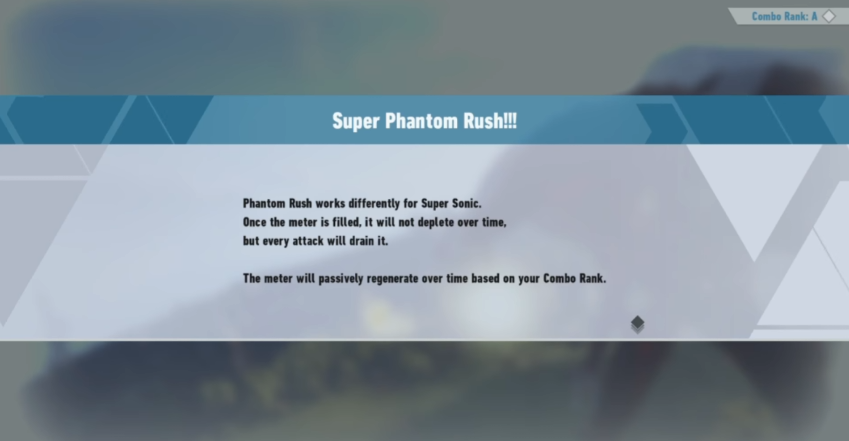 Combo Rank: A
Super Phantom Rush!!!
Phantom Rush works differently for Super Sonic.
Once the meter is filled, it will not deplete over time,
but every attack will drain it.
The meter will passively regenerate over time based on your Combo Rank.